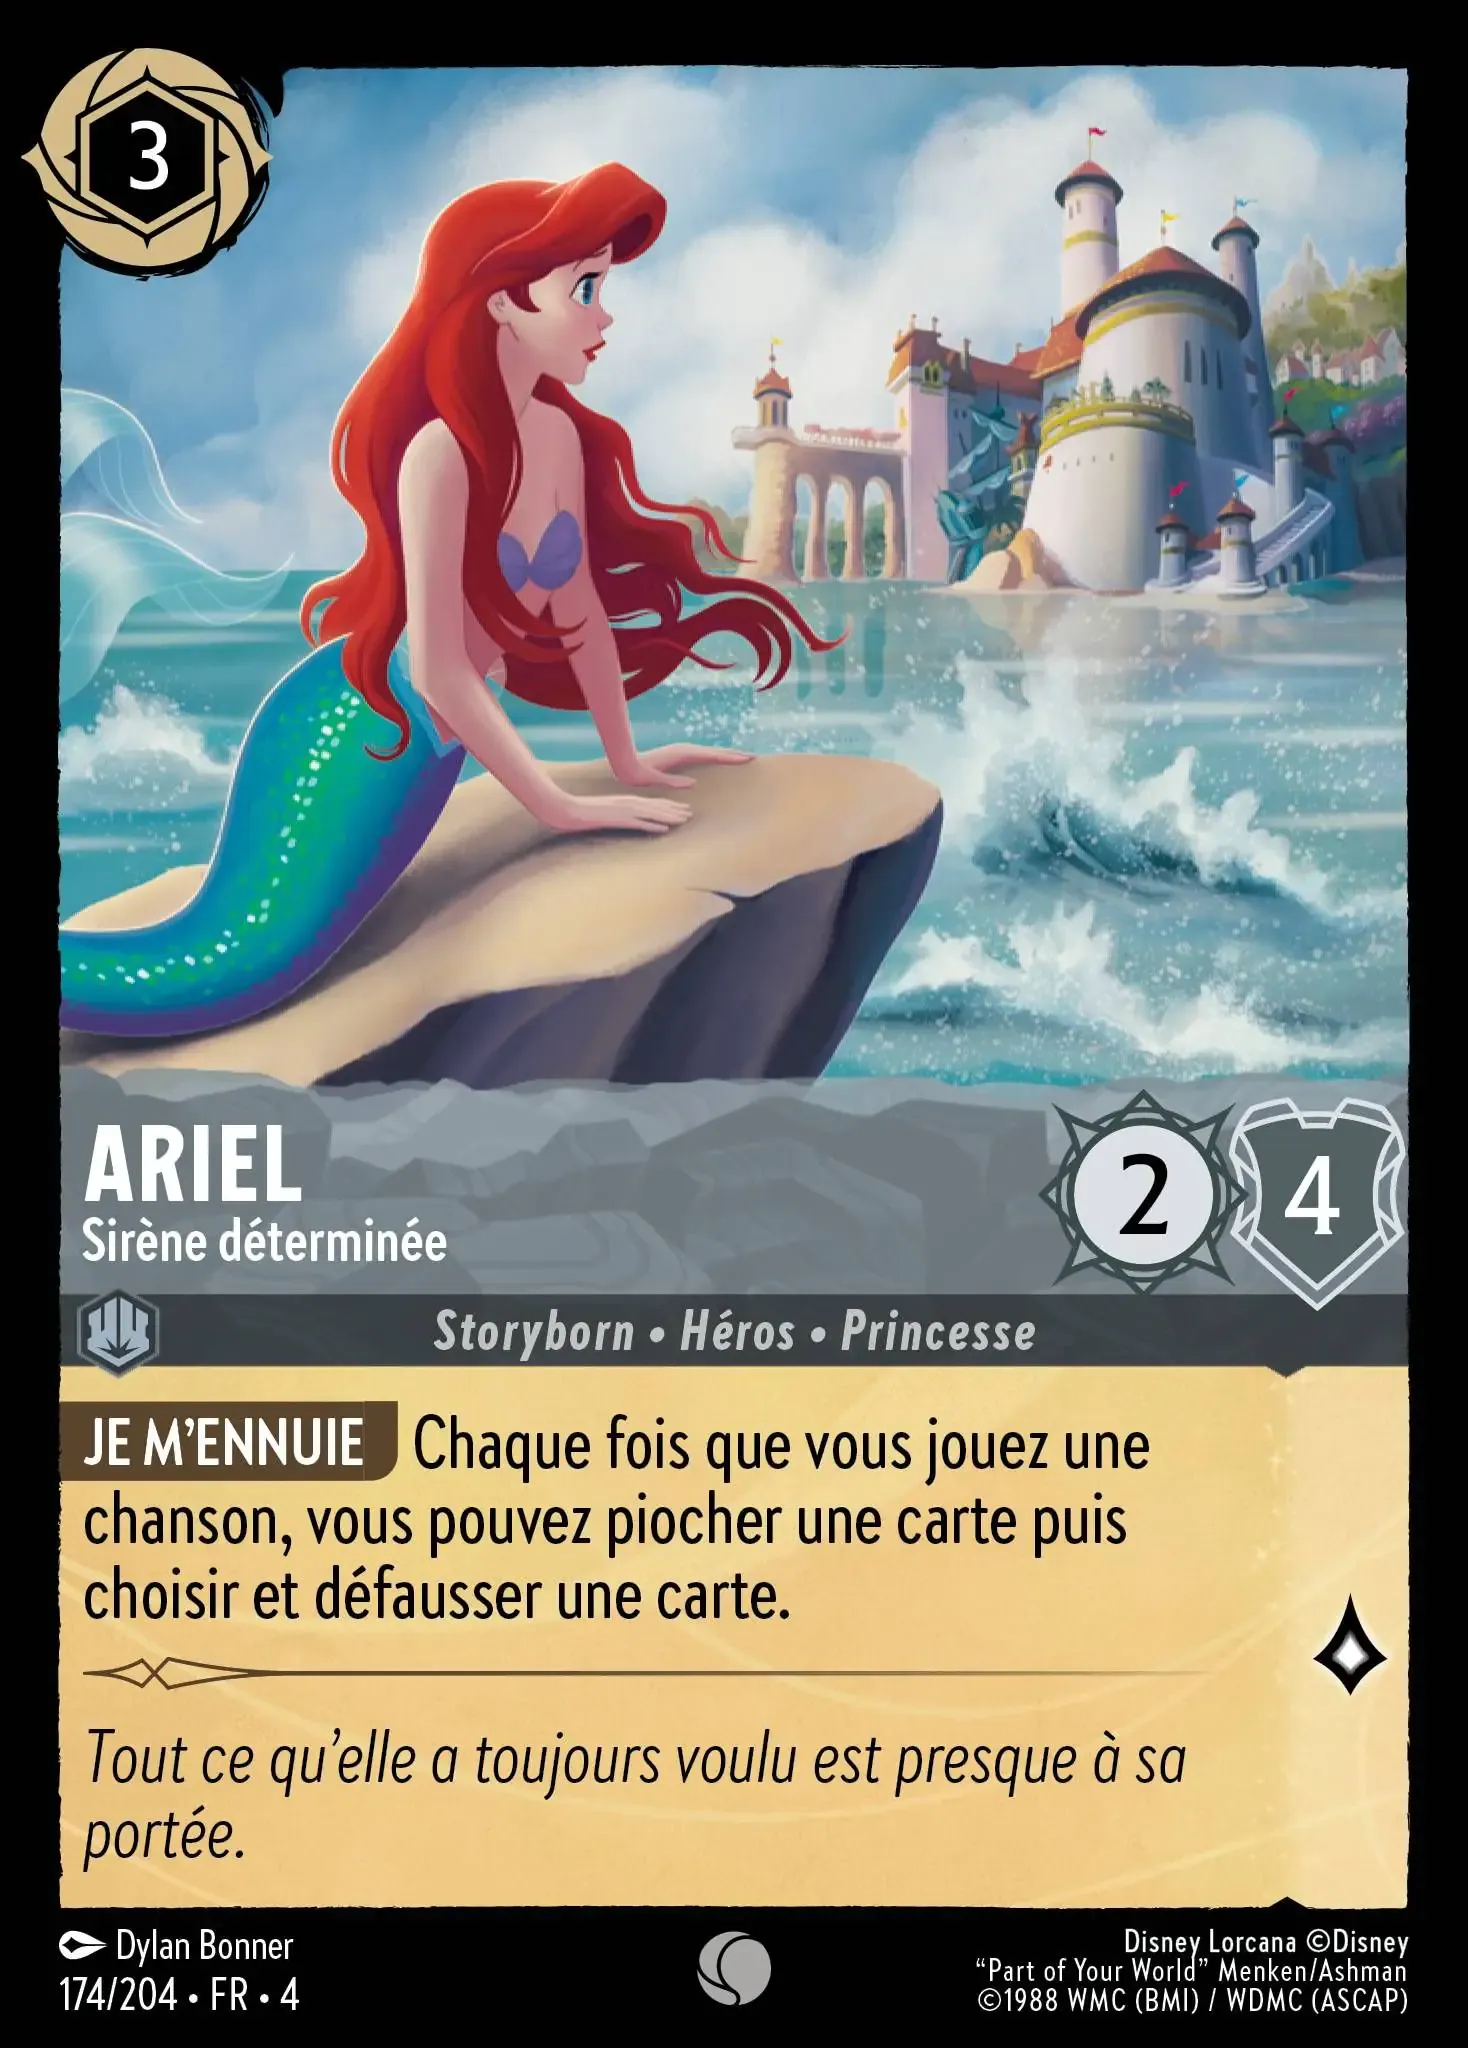 3
ARIEL
Sirène déterminée
2
4
Storyborn • Héros • Princesse
JE M'ENNUIE Chaque fois que vous jouez une
chanson, vous pouvez piocher une carte puis
choisir et défausser une carte.
Tout ce qu'elle a toujours voulu est presque à sa
portée.
Dylan Bonner
174/204 • FR • 4
Disney Lorcana ©Disney
“Part of Your World” Menken/Ashman
©1988 WMC (BMI) / WDMC (ASCAP)